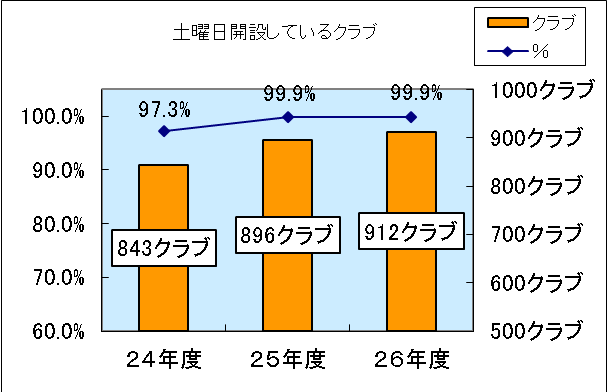 土曜日開設しているクラブ
クラブ
%
100.0%
90.0%
80.0%
70.0%
60.0%
97.3%
99.9%
99.9%
843クラブ
896クラブ
912クラブ
1000クラブ
900クラブ
800クラブ
700クラブ
600クラブ
500クラブ
24年度
25年度
26年度